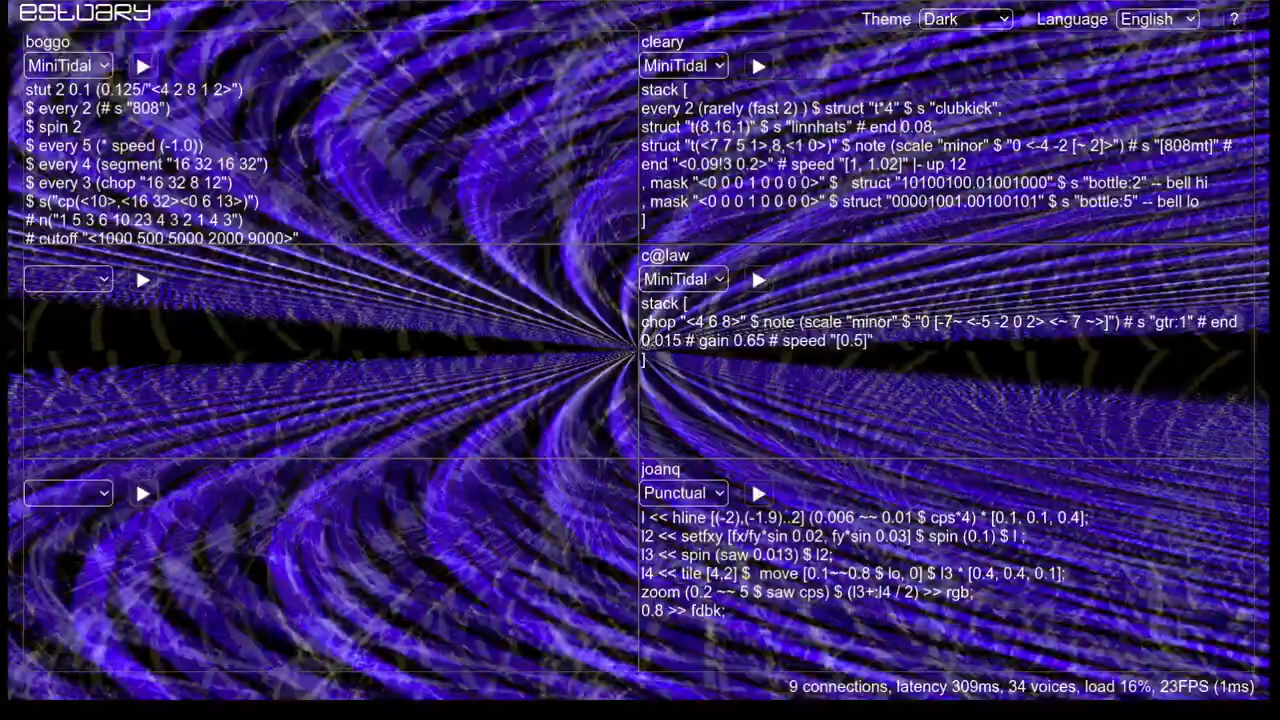 estuary
Theme Dark Language English ?
boggo
MiniTidal
stut 2 0.1 (0.125/"<4 2 8 1 2>")
$ every 2 (# s "808")
$ spin 2
$ every 5 (* speed (-1.0))
$ every 4 (segment "16 32 16 32")
$ every 3 (chop "16 32 8 12")
$ s("cp(<10>,<16 32><0 6 13>)")
# n("1 5 3 6 10 23 4 3 2 1 4 3")
# cutoff "<1000 500 5000 2000 9000>"
cleary
MiniTidal
stack [
every 2 (rarely (fast 2) ) $ struct "t*4" $ s "clubkick",
struct "t(8,16,1)" $ s "linnhats" # end 0.08,
struct "t(<7 7 5 1>,8,<1 0>)" $ note (scale "minor" $ "0 <-4 -2 [~ 2]>") # s "[808mt]" #
end "<0.09!3 0.2>" # speed "[1, 1.02]" |- up 12
, mask "<0 0 0 1 0 0 0 0>" $   struct "10100100.01001000" $ s "bottle:2" -- bell hi
, mask "<0 0 0 1 0 0 0 0>" $ struct "00001001.00100101" $ s "bottle:5" -- bell lo
]
c@law
MiniTidal
stack [
chop "<4 6 8>" $ note (scale "minor" $ "0 [-7~ <-5 -2 0 2> <~ 7 ~>]") # s "gtr:1" # end
0.015 # gain 0.65 # speed "[0.5]"
]
joanq
Punctual
l << hline [(-2),(-1.9)..2] (0.006 ~~ 0.01 $ cps*4) * [0.1, 0.1, 0.4];
l2 << setfxy [fx/fy*sin 0.02, fy*sin 0.03] $ spin (0.1) $ l ;
l3 << spin (saw 0.013) $ l2;
l4 << tile [4,2] $  move [0.1~~0.8 $ lo, 0] $ l3 * [0.4, 0.4, 0.1];
zoom (0.2 ~~ 5 $ saw cps) $ (l3+:l4 / 2) >> rgb;
0.8 >> fdbk;
9 connections, latency 309ms, 34 voices, load 16%, 23FPS (1ms)